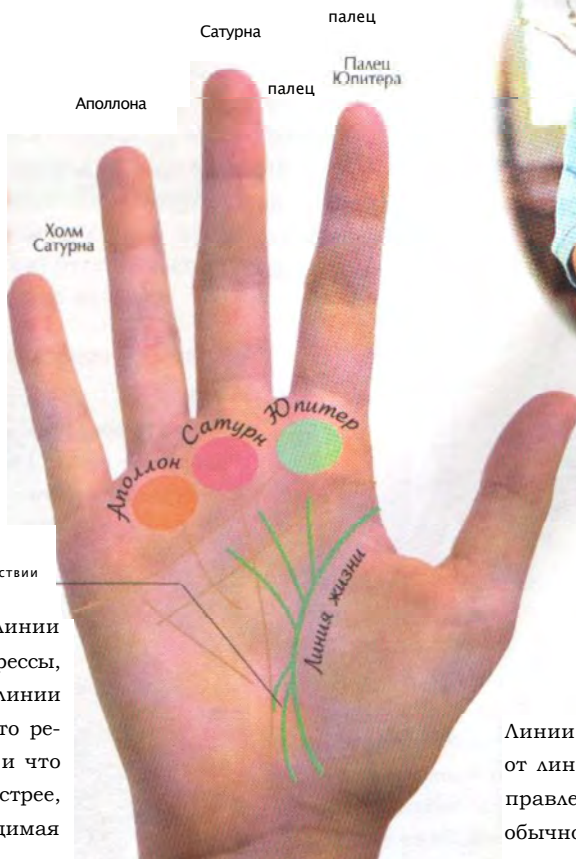 палец
Сатурна
Палец
Юпитера
палец
Аполлона
Холм
Сатурна
Юпитер
Сатурн
Аполлон
Линия жизни
ствии
линии
рессы,
линии
то ре-
и что
стрее,
димая
Линии
от лин
правле
обычно